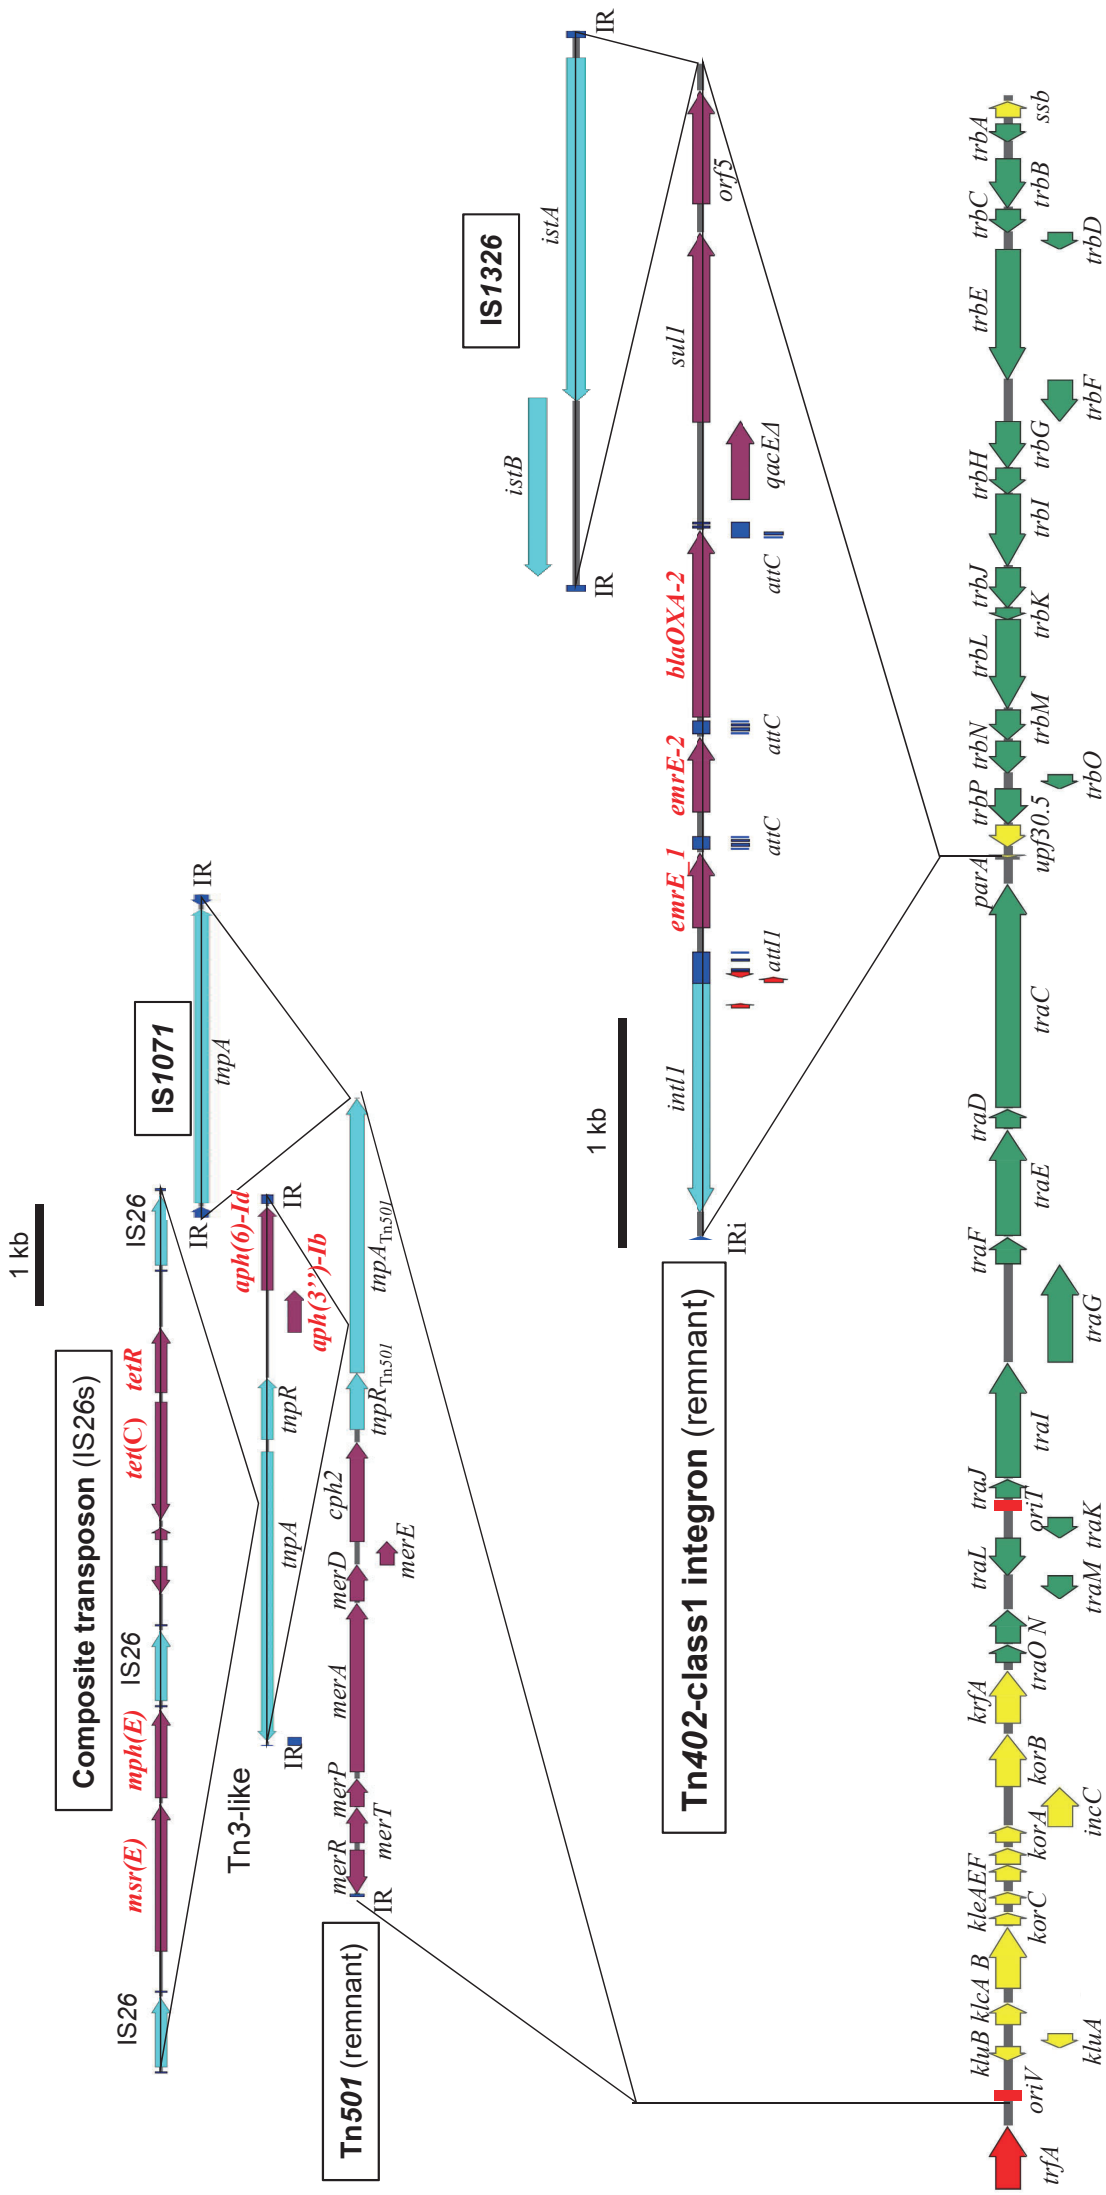 1 kb
Composite transposon (IS26s)
IS26
msr(E)
mph(E)
IS26
tet(C)
tetR
IS26
IS1071
IR
tnpA
IR
Tn3-like
IR
tnpA
tnpR
aph(3’’)-Ib
aph(6)-Id
IR
Tn501 (remnant)
IR
merR
merT
merP
merA
merD
merE
cph2
tnpRTn501
tnpATn501
IS1326
IR
istB
istA
IR
1 kb
Tn402-class1 integron (remnant)
IRi
intI1
attI1
emrE_1
attC
emrE-2
attC
blaOXA-2
attC
qacEΔ
sul1
orf5
trfA
oriV
kluB
kluA
klcA B
korC
kleAEF
korA
incC
korB
krfA
traO N
traM
traL
traK
oriT
traJ
traI
traG
traF
traE
traD
traC
parA
upf30.5
trbP
trbO
trbN
trbM
trbL
trbK
trbJ
trbI
trbH
trbG
trbF
trbE
trbD
trbC
trbB
trbA
ssb